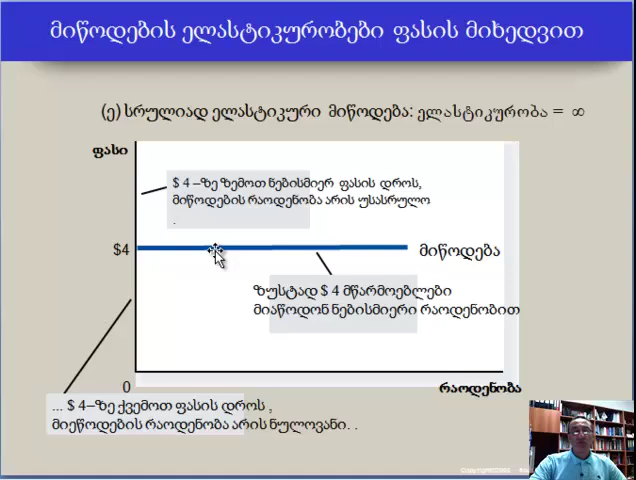 მიწოდების ელასტიკურობები ფასის მიხედვით
(ე) სრულიად ელასტიკური მიწოდება: ელასტიკურობა = ∞
ფასი
$ 4 –ზე ზემოთ ნებისმიერ ფასის დროს,
მიწოდების რაოდენობა არის უსასრულო
.
$4
მიწოდება
ზუსტად $ 4 მწარმოებლები
მიაწოდონ ნებისმიერი რაოდენობით
0
რაოდენობა
... $ 4–ზე ქვემოთ ფასის დროს ,
მიეწოდების რაოდენობა არის ნულოვანი. .